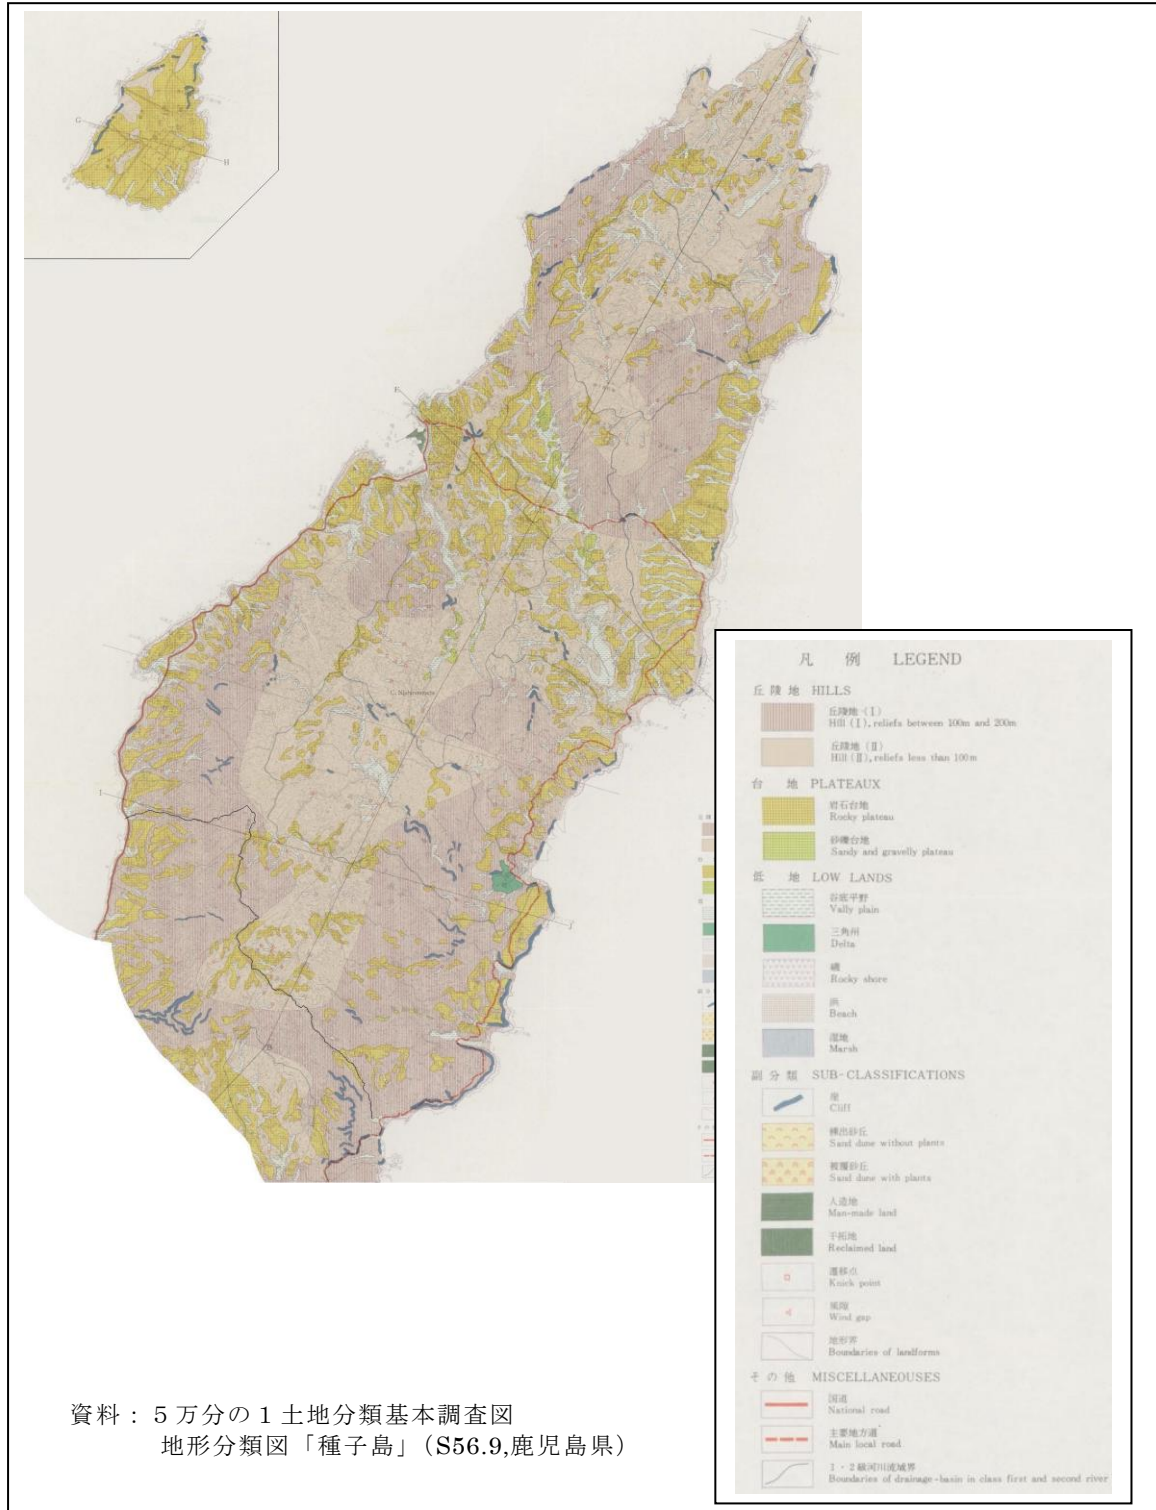 G
H
A
E
I
J
B
凡 例 LEGEND
丘陵地 HILLS
丘陵地 (Ⅰ)
Hill (Ⅰ), reliefs between 100m and 200m
丘陵地 (Ⅱ)
Hill (Ⅱ), reliefs less than 100m
台 地 PLATEAUX
岩石台地
Rocky plateau
砂礫台地
Sandy and gravelly plateau
低 地 LOW LANDS
谷底平野
Vally plain
三角州
Delta
磯
Rocky shore
浜
Beach
湿地
Marsh
副分類 SUB-CLASSIFICATIONS
崖
Cliff
裸出砂丘
Sand dune without plants
被覆砂丘
Sand dune with plants
人造地
Man-made land
干拓地
Reclaimed land
遷移点
Knick point
風隙
Wind gap
地形界
Boundaries of landforms
その他 MISCELLANEOUSES
国道
National road
主要地方道
Main local road
1・2級河川流域界
Boundaries of drainage-basin in class first and second river
資料：５万分の１土地分類基本調査図
地形分類図「種子島」（S56.9,鹿児島県）